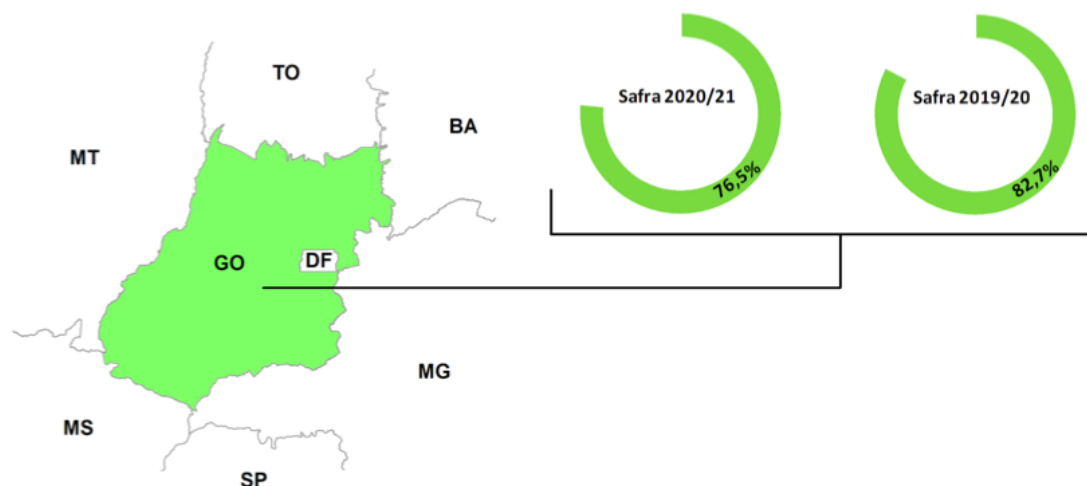 TO
BA
MT
GO
DF
MG
MS
SP
Safra 2020/21
76,5%
Safra 2019/20
82,7%